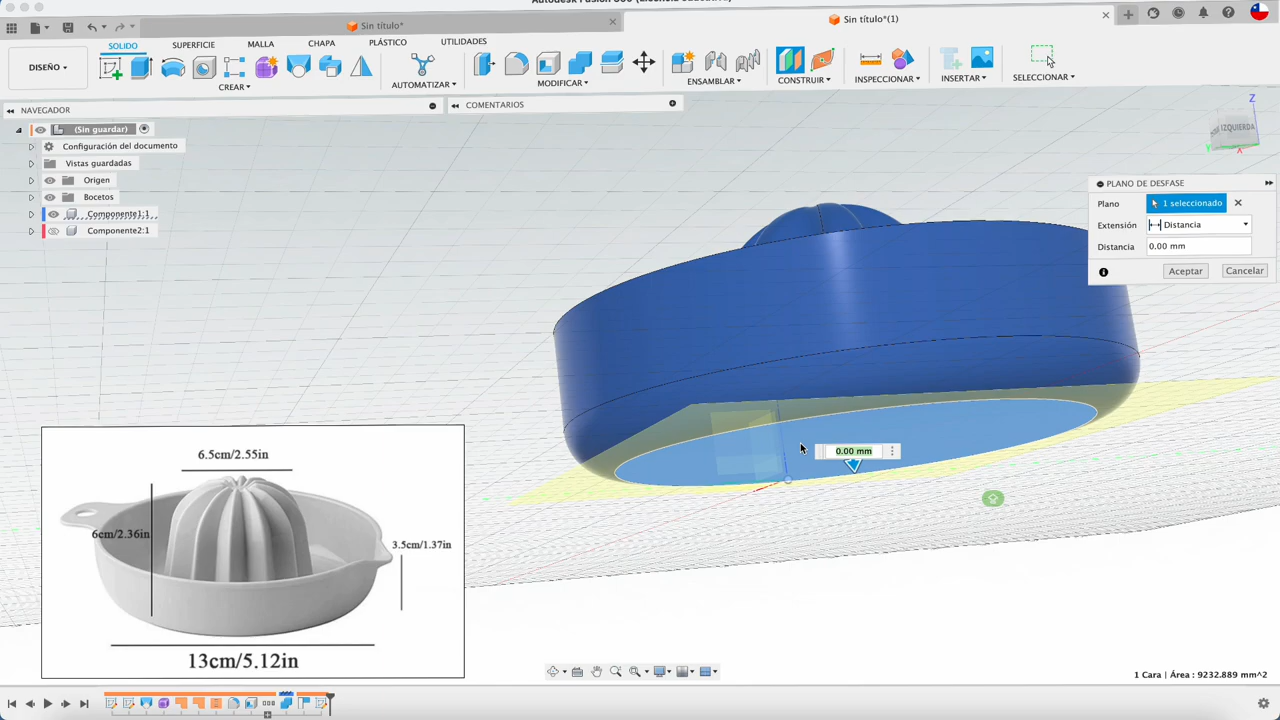 Sin título*
Sin título*(1)
DISEÑO
SOLIDO
SUPERFICIE
MALLA
CHAPA
PLÁSTICO
UTILIDADES
CREAR
AUTOMATIZAR
MODIFICAR
ENSAMBLAR
CONSTRUIR
INSPECCIONAR
INSERTAR
SELECCIONAR
NAVEGADOR
COMENTARIOS
(Sin guardar)
Configuración del documento
Vistas guardadas
Origen
Bocetos
Componente1:1
Componente2:1
Z
IZQUIERDA
Y
X
PLANO DE DESFASE
Plano
1 seleccionado
Extensión
Distancia
Distancia
0.00 mm
Aceptar
Cancelar
0.00 mm
6.5cm/2.55in
6cm/2.36in
3.5cm/1.37in
13cm/5.12in
1 Cara | Área : 9232.889 mm^2